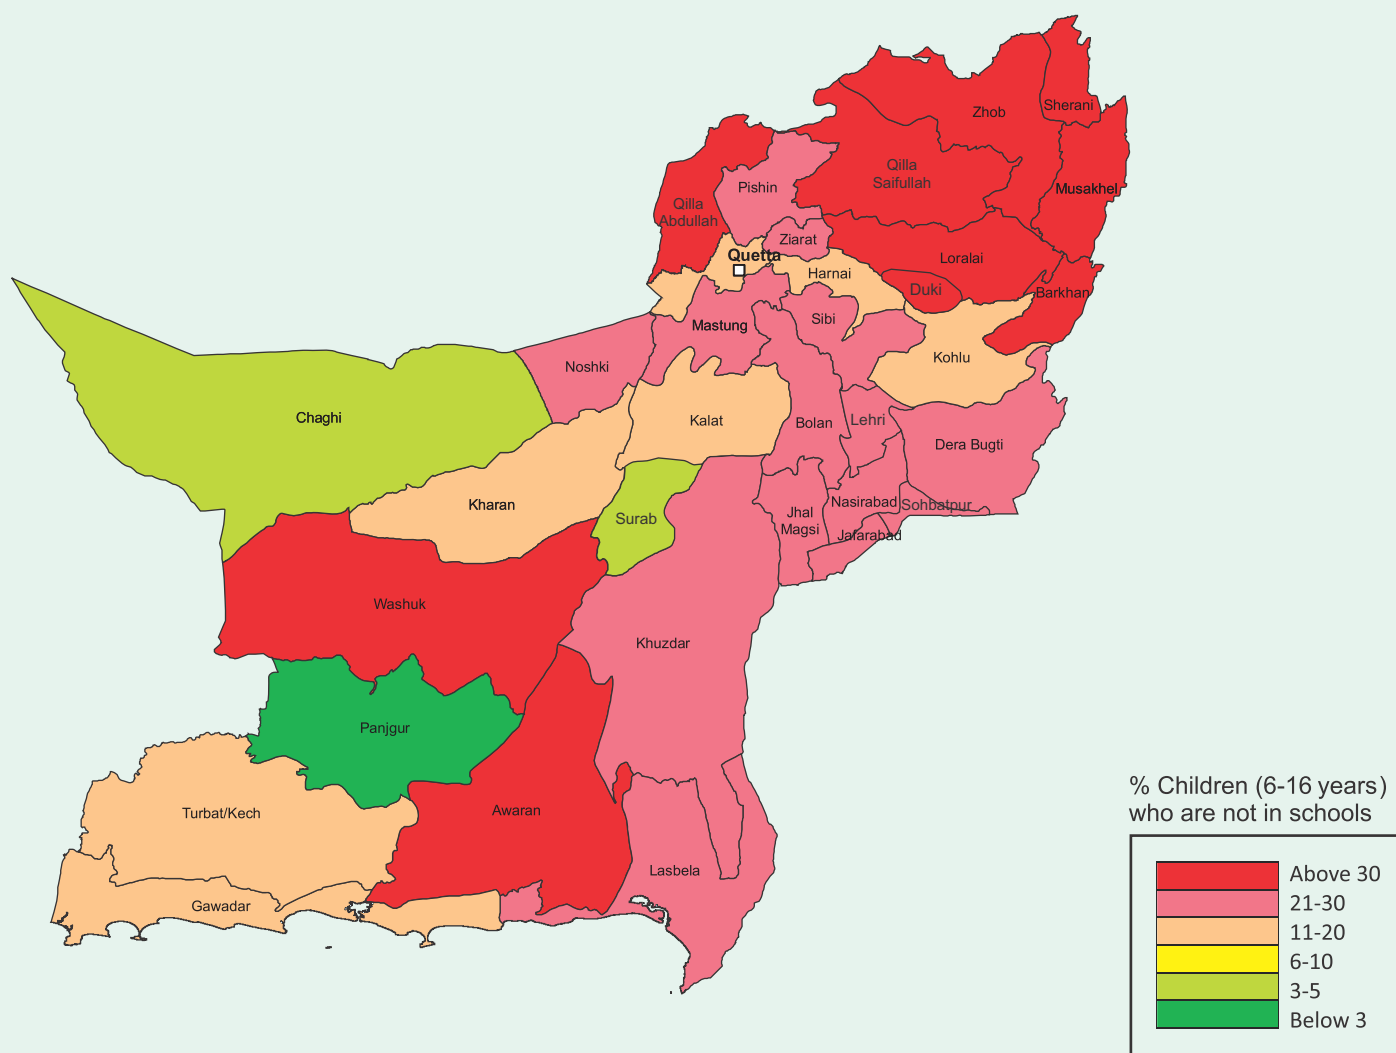 Zhob
Sherani
Qilla
Saifullah
Pishin
Musakhel
Qilla
Abdullah
Ziarat
Quetta
Loralai
Harnai
Duki
Barkhan
Sibi
Mastung
Kohlu
Noshki
Chaghi
Kalat
Bolan
Lehri
Dera Bugti
Kharan
Nasirabad
Sohbatpur
Surab
Jhal
Magsi
Jafarabad
Washuk
Khuzdar
Panjgur
Turbat/Kech
Awaran
Lasbela
Gawadar
% Children (6-16 years)
who are not in schools
Above 30
21-30
11-20
6-10
3-5
Below 3